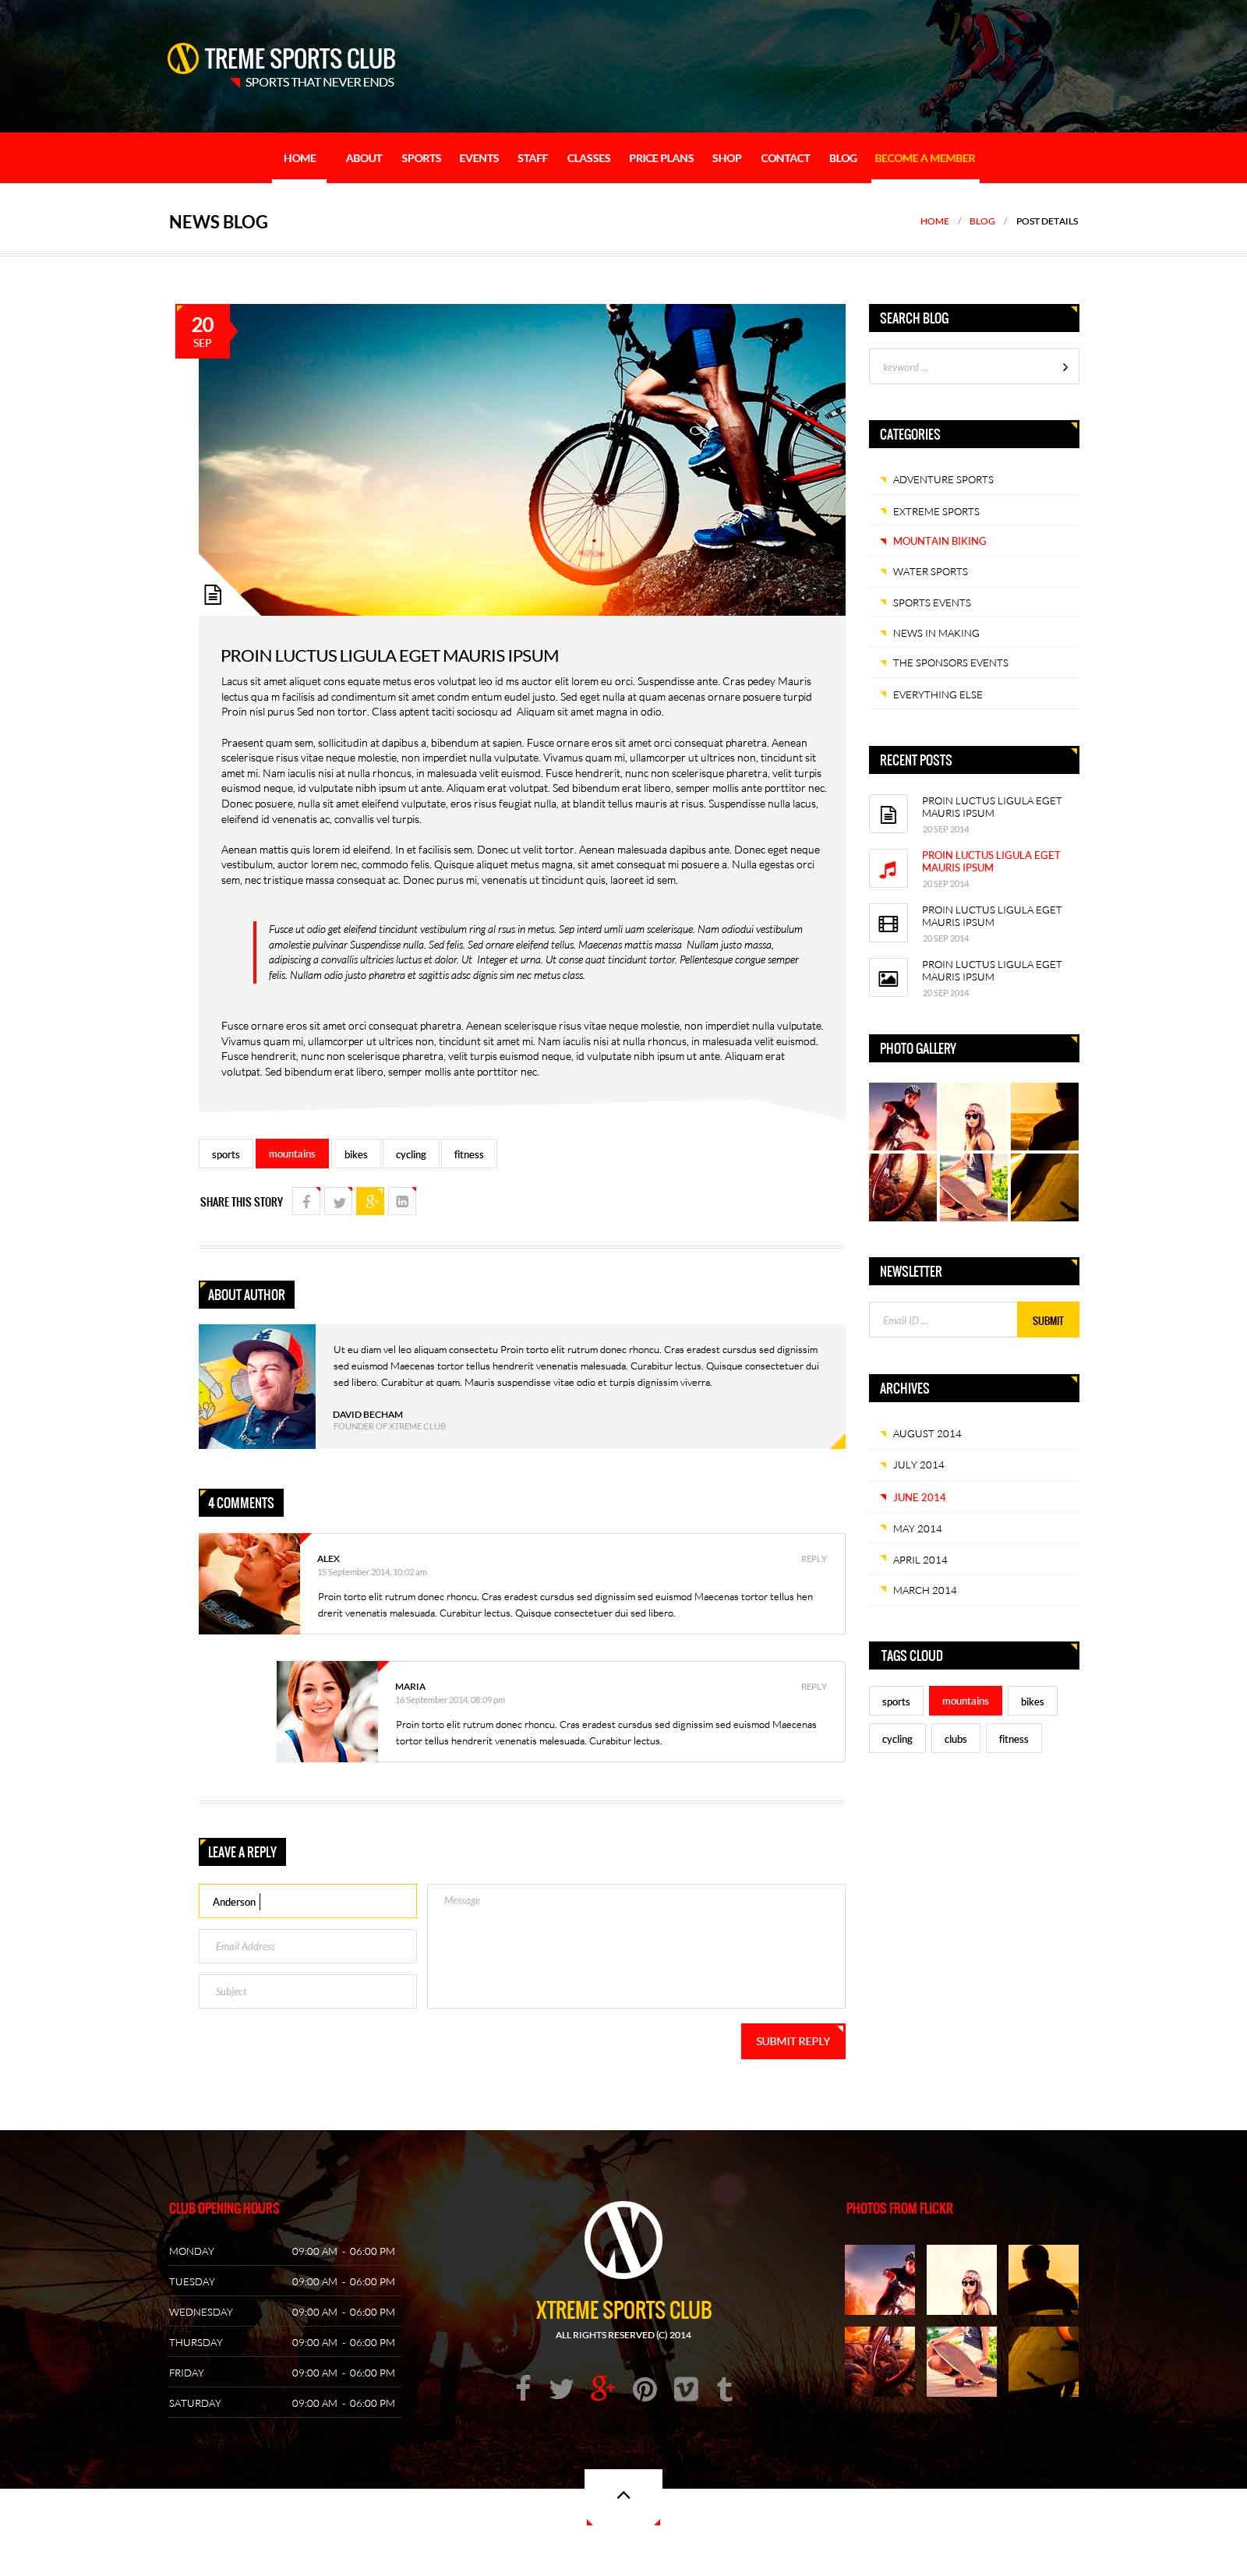 TREME SPORTS CLUB
SPORTS THAT NEVER ENDS
HOME ABOUT SPORTS EVENTS STAFF CLASSES PRICE PLANS SHOP CONTACT BLOG BECOME A MEMBER
NEWS BLOG
HOME / BLOG / POST DETAILS
20
SEP
PROIN LUCTUS LIGULA EGET MAURIS IPSUM
Lacus sit amet aliquet cons equate metus eros volutpat leo id ms auctor elit lorem eu orci. Suspendisse ante. Cras pedey Mauris
lectus qua m facilisis ad condimentum sit amet condm entum eudel justo. Sed eget nulla at quam aecenas ornare posuere turpid
Proin nisl purus Sed non tortor. Class aptent taciti sociosqu ad  Aliquam sit amet magna in odio.
Praesent quam sem, sollicitudin at dapibus a, bibendum at sapien. Fusce ornare eros sit amet orci consequat pharetra. Aenean
scelerisque risus vitae neque molestie, non imperdiet nulla vulputate. Vivamus quam mi, ullamcorper ut ultrices non, tincidunt sit
amet mi. Nam iaculis nisi at nulla rhoncus, in malesuada velit euismod. Fusce hendrerit, nunc non scelerisque pharetra, velit turpis
euismod neque, id vulputate nibh ipsum ut ante. Aliquam erat volutpat. Sed bibendum erat libero, semper mollis ante porttitor nec.
Donec posuere, nulla sit amet eleifend vulputate, eros risus feugiat nulla, at blandit tellus mauris at risus. Suspendisse nulla lacus,
eleifend id venenatis ac, convallis vel turpis.
Aenean mattis quis lorem id eleifend. In et facilisis sem. Donec ut velit tortor. Aenean malesuada dapibus ante. Donec eget neque
vestibulum, auctor lorem nec, commodo felis. Quisque aliquet metus magna, sit amet consequat mi posuere a. Nulla egestas orci
sem, nec tristique massa consequat ac. Donec purus mi, venenatis ut tincidunt quis, laoreet id sem.
Fusce ut odio get eleifend tincidunt vestibulum ring al rsus in metus. Sep interd umli uam scelerisque. Nam odiodui vestibulum
amolestie pulvinar Suspendisse nulla. Sed felis. Sed ornare eleifend tellus. Maecenas mattis massa  Nullam justo massa,
adipiscing a convallis ultricies luctus et dolor. Ut  Integer et urna. Ut conse quat tincidunt tortor. Pellentesque congue semper
felis. Nullam odio justo pharetra et sagittis adsc dignis sim nec metus class.
Fusce ornare eros sit amet orci consequat pharetra. Aenean scelerisque risus vitae neque molestie, non imperdiet nulla vulputate.
Vivamus quam mi, ullamcorper ut ultrices non, tincidunt sit amet mi. Nam iaculis nisi at nulla rhoncus, in malesuada velit euismod.
Fusce hendrerit, nunc non scelerisque pharetra, velit turpis euismod neque, id vulputate nibh ipsum ut ante. Aliquam erat
volutpat. Sed bibendum erat libero, semper mollis ante porttitor nec.
sports mountains bikes cycling fitness
SHARE THIS STORY
ABOUT AUTHOR
Ut eu diam vel leo aliquam consectetu Proin torto elit rutrum donec rhoncu. Cras eradest cursdus sed dignissim
sed euismod Maecenas tortor tellus hendrerit venenatis malesuada. Curabitur lectus. Quisque consectetuer dui
sed libero. Curabitur at quam. Mauris suspendisse vitae odio et turpis dignissim viverra.
DAVID BECHAM
FOUNDER OF XTREME CLUB
4 COMMENTS
ALEX REPLY
15 September 2014, 10:02 am
Proin torto elit rutrum donec rhoncu. Cras eradest cursdus sed dignissim sed euismod Maecenas tortor tellus hen
drerit venenatis malesuada. Curabitur lectus. Quisque consectetuer dui sed libero.
MARIA REPLY
16 September 2014, 08:09 pm
Proin torto elit rutrum donec rhoncu. Cras eradest cursdus sed dignissim sed euismod Maecenas
tortor tellus hendrerit venenatis malesuada. Curabitur lectus.
LEAVE A REPLY
Anderson
Message
Email Address
Subject
SUBMIT REPLY
SEARCH BLOG
keyword ...
CATEGORIES
ADVENTURE SPORTS
EXTREME SPORTS
MOUNTAIN BIKING
WATER SPORTS
SPORTS EVENTS
NEWS IN MAKING
THE SPONSORS EVENTS
EVERYTHING ELSE
RECENT POSTS
PROIN LUCTUS LIGULA EGET
MAURIS IPSUM
20 SEP 2014
PROIN LUCTUS LIGULA EGET
MAURIS IPSUM
20 SEP 2014
PROIN LUCTUS LIGULA EGET
MAURIS IPSUM
20 SEP 2014
PROIN LUCTUS LIGULA EGET
MAURIS IPSUM
20 SEP 2014
PHOTO GALLERY
NEWSLETTER
Email ID ... SUBMIT
ARCHIVES
AUGUST 2014
JULY 2014
JUNE 2014
MAY 2014
APRIL 2014
MARCH 2014
TAGS CLOUD
sports mountains bikes
cycling clubs fitness
CLUB OPENING HOURS
MONDAY 09:00 AM - 06:00 PM
TUESDAY 09:00 AM - 06:00 PM
WEDNESDAY 09:00 AM - 06:00 PM
THURSDAY 09:00 AM - 06:00 PM
FRIDAY 09:00 AM - 06:00 PM
SATURDAY 09:00 AM - 06:00 PM
XTREME SPORTS CLUB
ALL RIGHTS RESERVED (C) 2014
PHOTOS FROM FLICKR